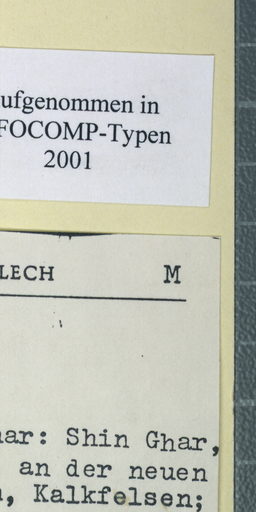 ufgenommen in
FOCOMP-Typen
2001
LECH M
ar: Shin Ghar,
an der neuen
, Kalkfelsen;